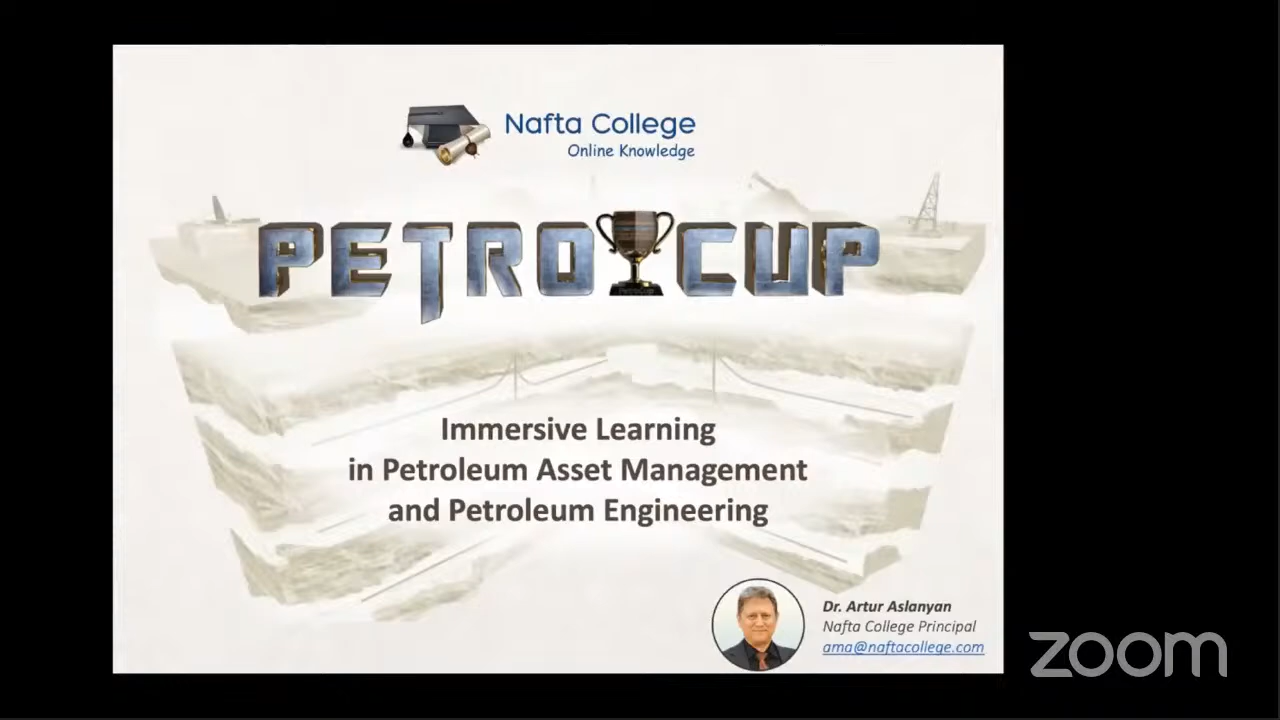 Nafta College
Online Knowledge
PETRO CUP
Immersive Learning
in Petroleum Asset Management
and Petroleum Engineering
Dr. Artur Aslanyan
Nafta College Principal
ama@naftacollege.com
zoom